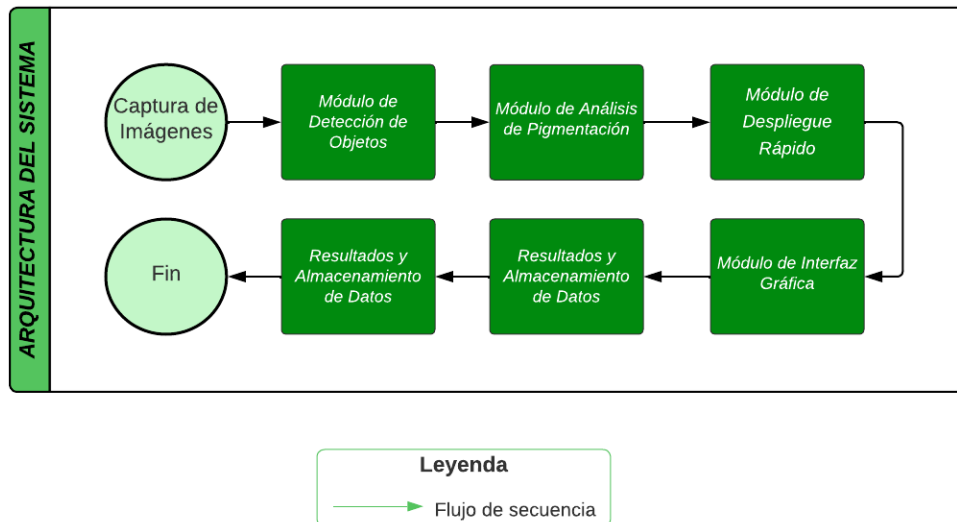 ARQUITECTURA DEL SISTEMA
Captura de
Imágenes
Módulo de
Detección de
Objetos
Módulo de Análisis
de Pigmentación
Módulo de
Despliegue
Rápido
Módulo de Interfaz
Gráfica
Resultados y
Almacenamiento
de Datos
Resultados y
Almacenamiento
de Datos
Fin
Leyenda
Flujo de secuencia